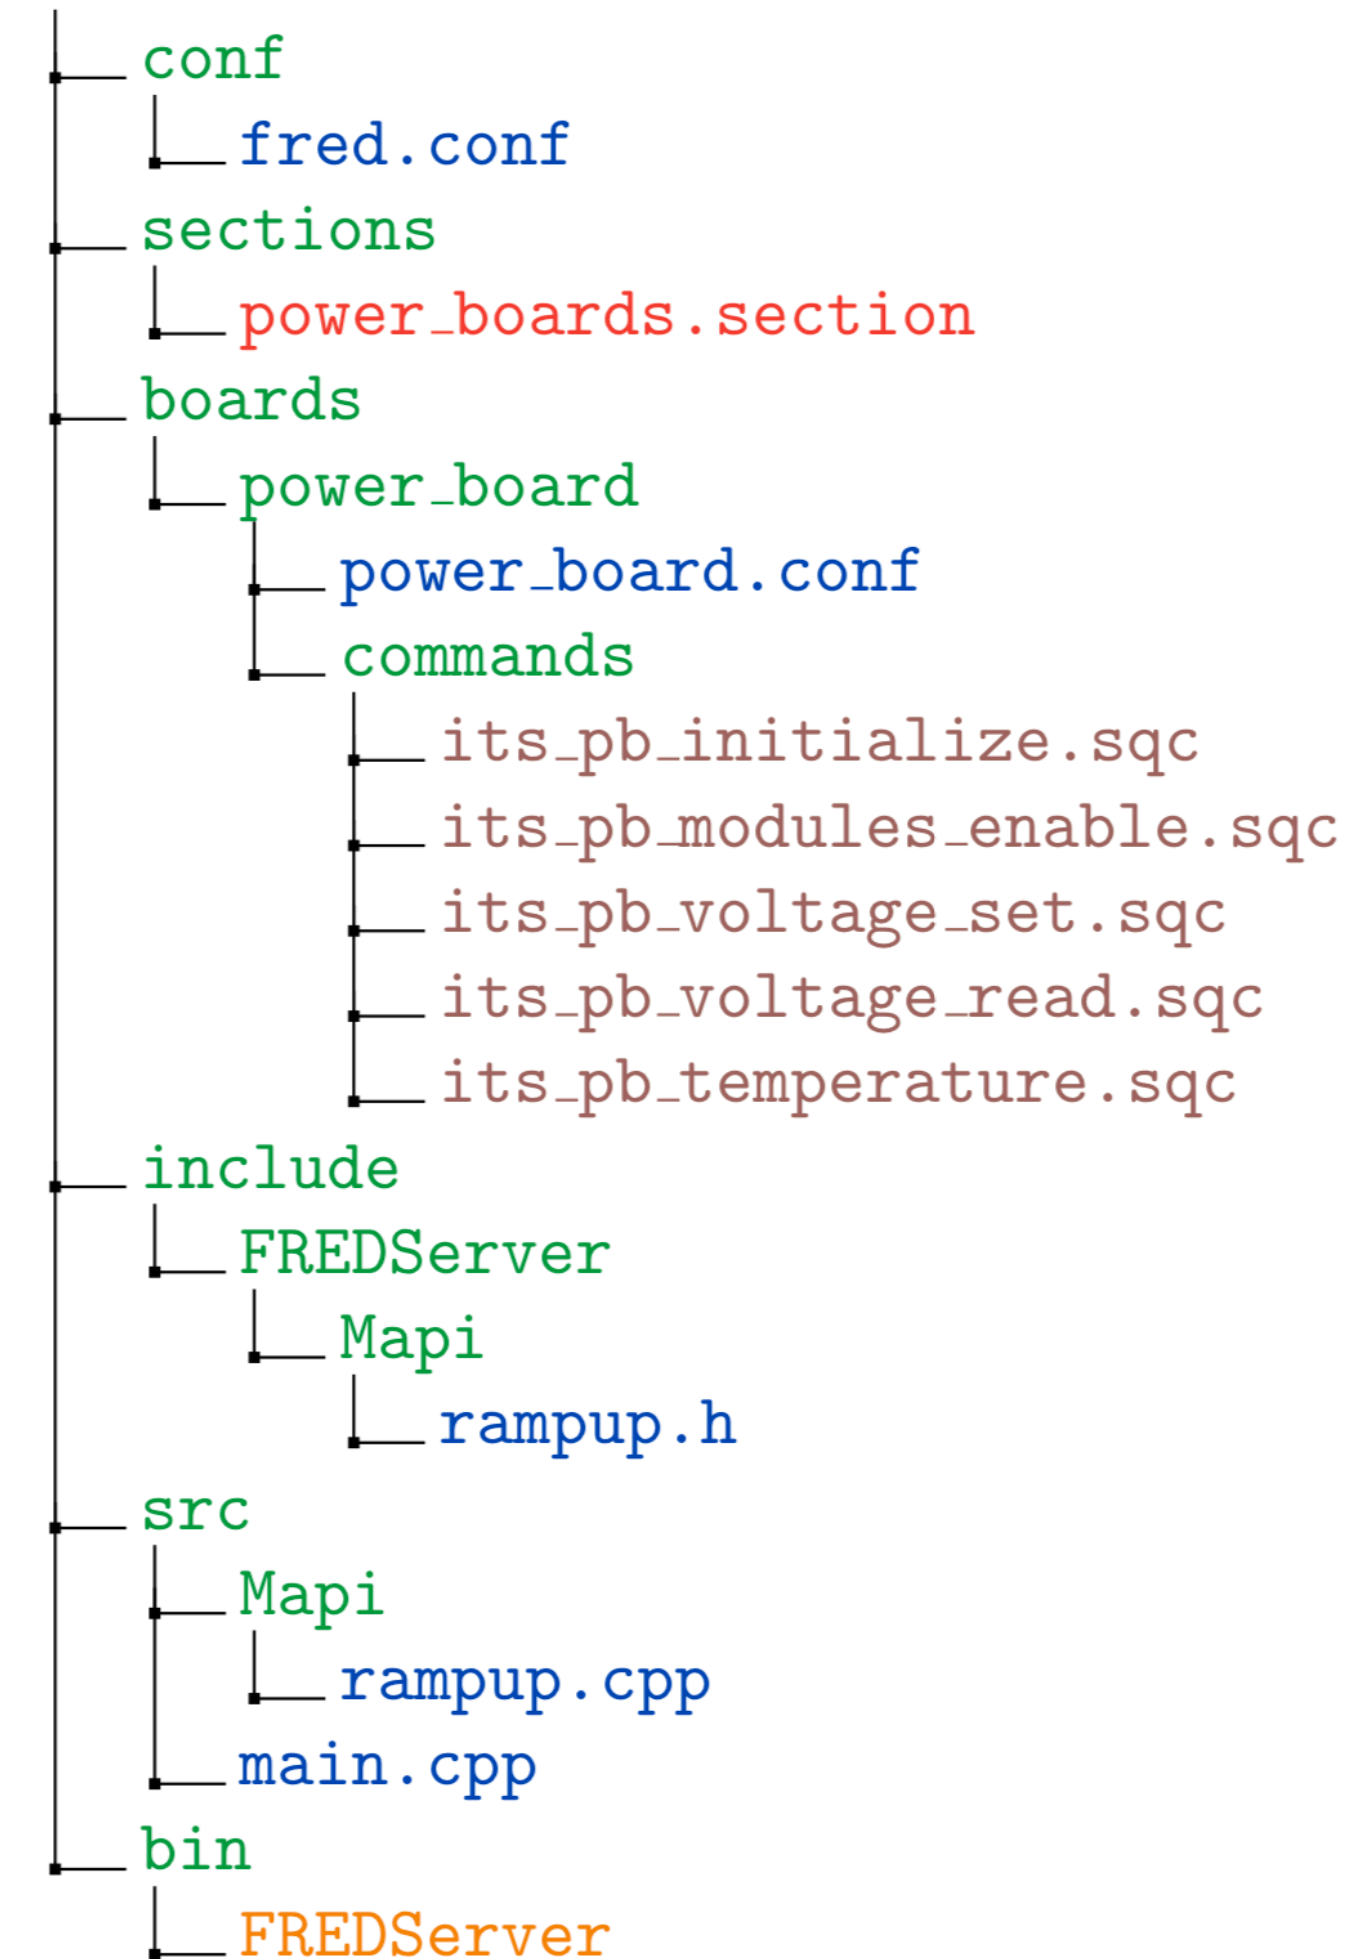 conf
fred.conf
sections
power_boards.section
boards
power_board
power_board.conf
commands
its_pb_initialize.sqc
its_pb_modules_enable.sqc
its_pb_voltage_set.sqc
its_pb_voltage_read.sqc
its_pb_temperature.sqc
include
FREDServer
Mapi
rampup.h
src
Mapi
rampup.cpp
main.cpp
bin
FREDServer